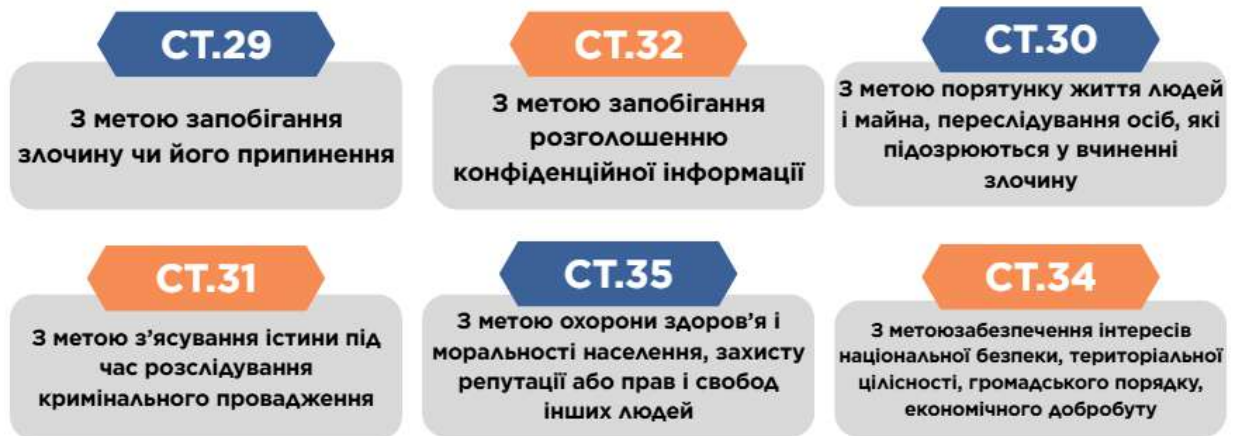 СТ.29
З метою запобігання
злочину чи його припинення
СТ.32
З метою запобігання
розголошенню
конфіденційної інформації
СТ.30
З метою порятунку життя людей
і майна, переслідування осіб, які
підозрюються у вчиненні
злочину
СТ.31
З метою з’ясування істини під
час розслідування
кримінального провадження
СТ.35
З метою охорони здоров’я і
моральності населення, захисту
репутації або прав і свобод
інших людей
СТ.34
З метоюзабезпечення інтересів
національної безпеки, територіальної
цілісності, громадського порядку,
економічного добробуту